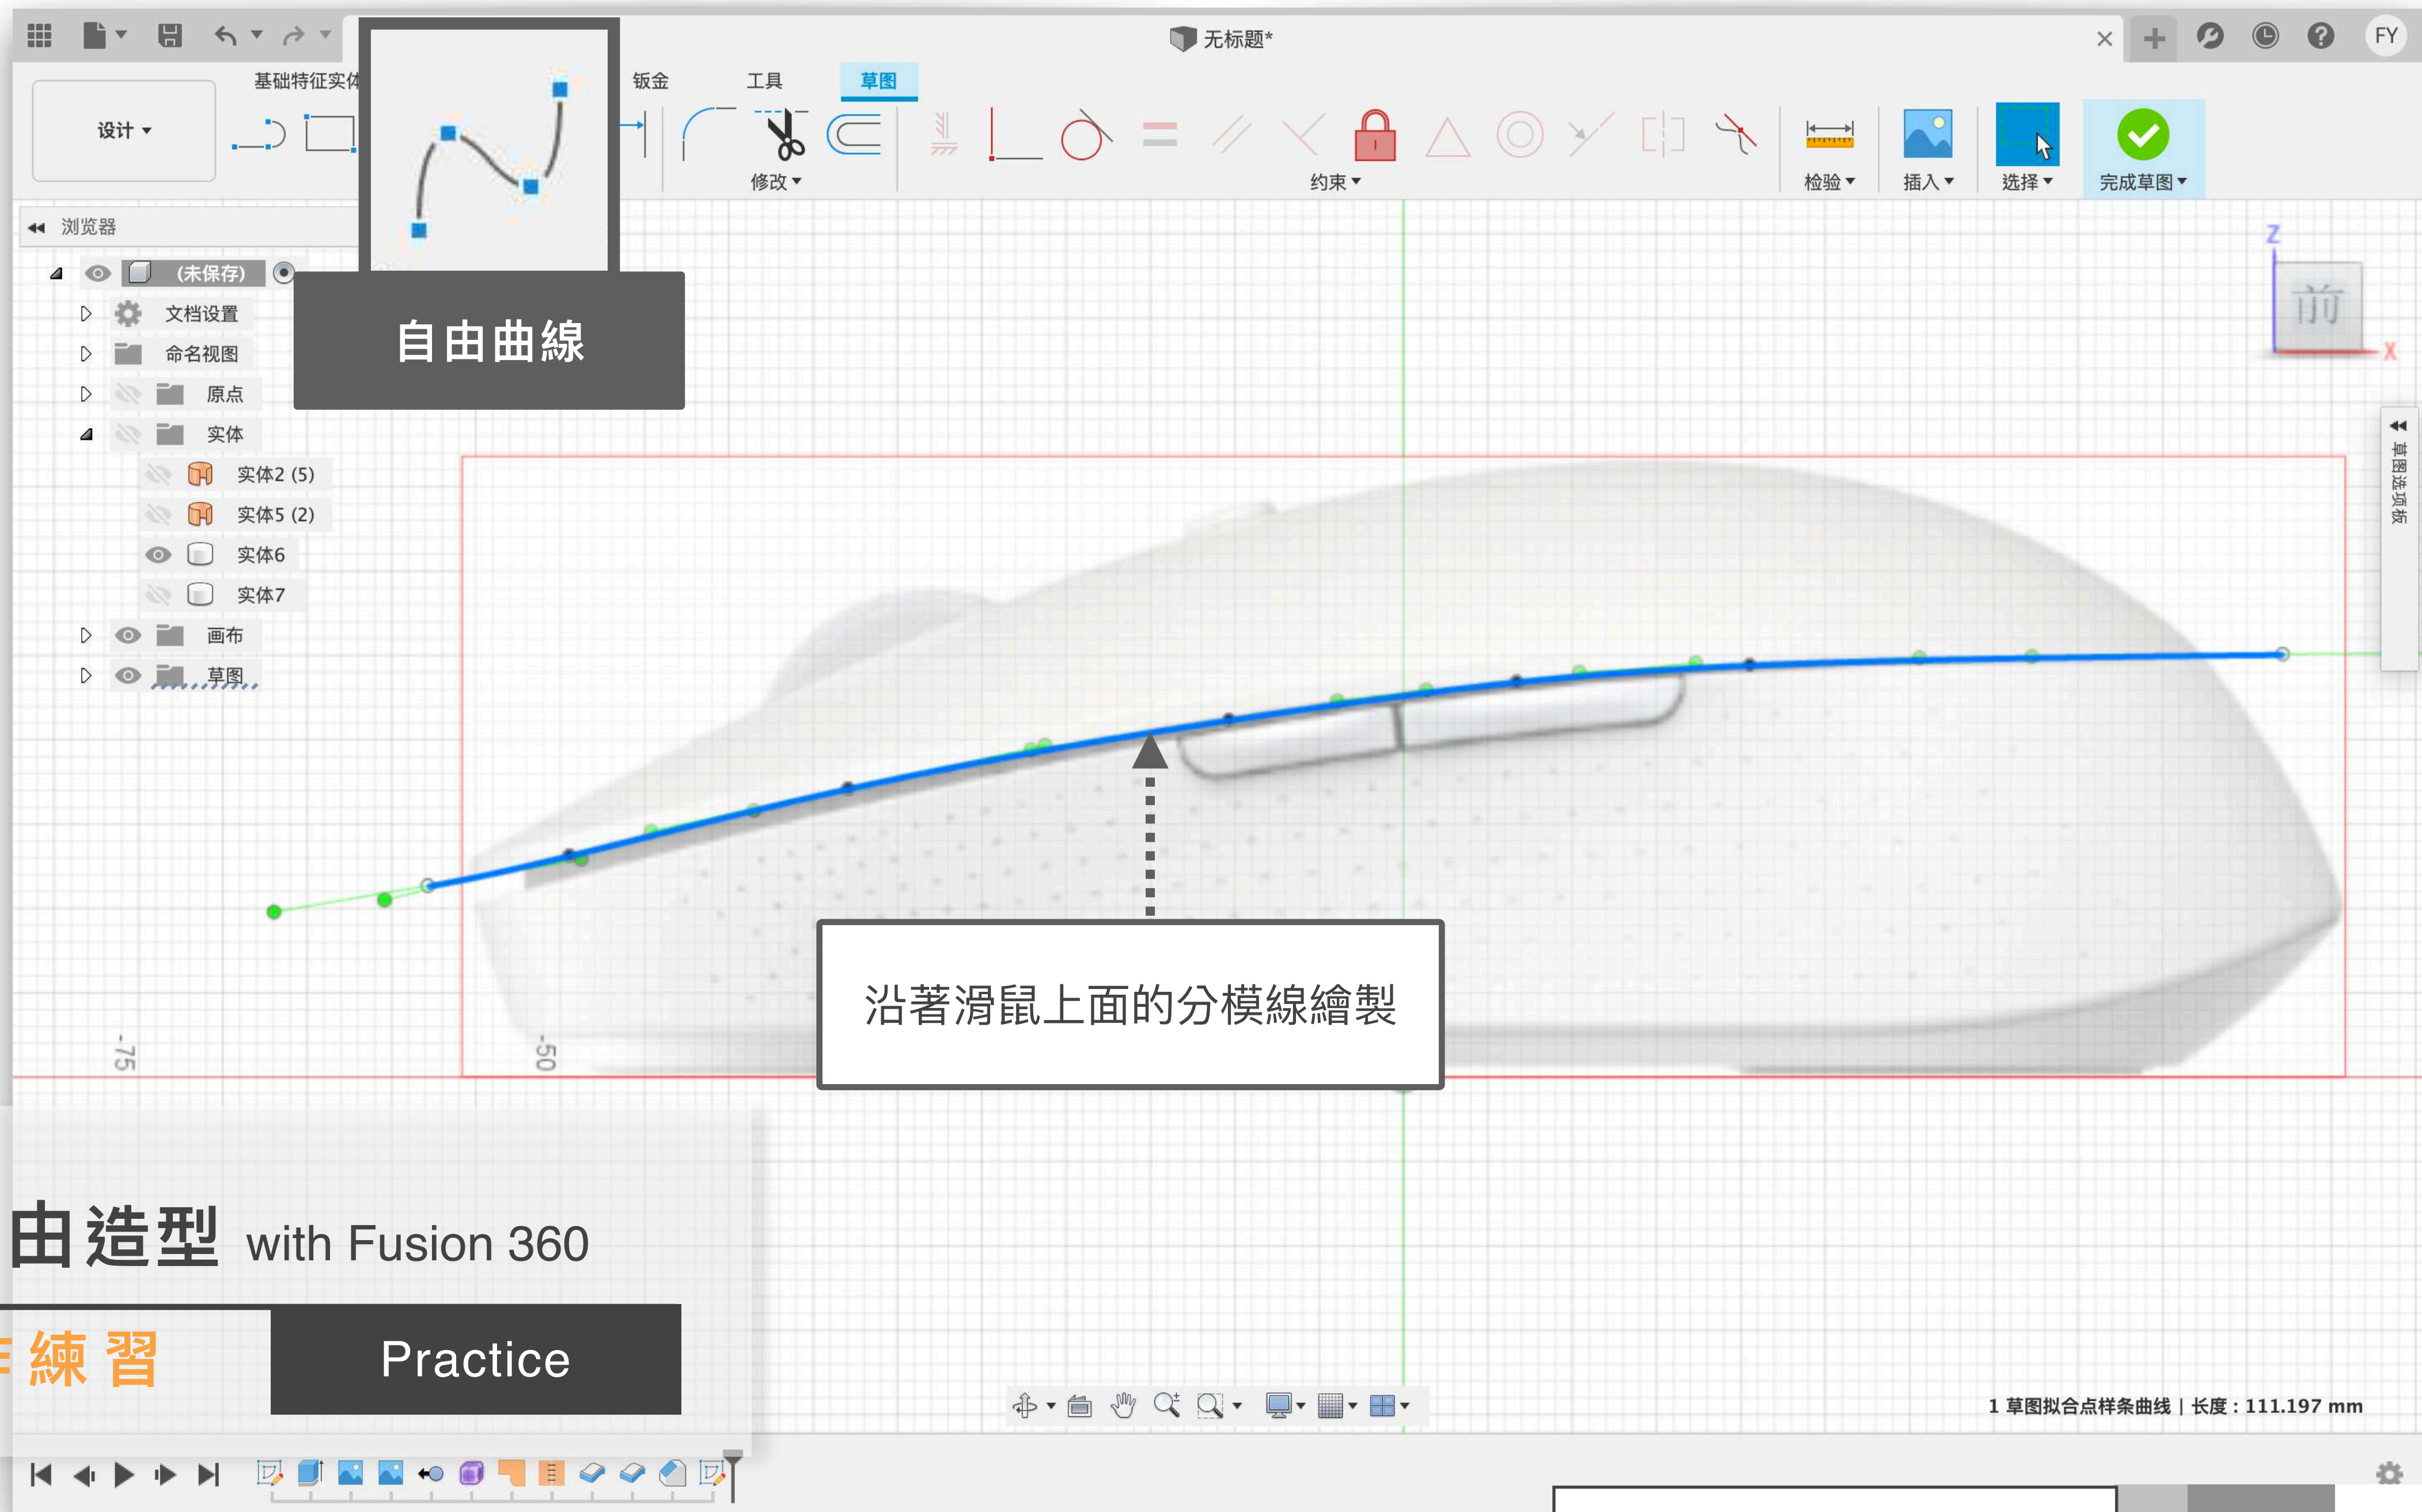 无标题*
FY
基础特征实体
钣金
工具
草图
设计
修改
约束
检验
插入
选择
完成草图
浏览器
(未保存)
文档设置
命名视图
原点
实体
实体2 (5)
实体5 (2)
实体6
实体7
画布
草图
自由曲線
Z
前
X
草图选项板
沿著滑鼠上面的分模線繪製
-75
-50
由造型 with Fusion 360
練習
Practice
1 草图拟合点样条曲线 | 长度 : 111.197 mm